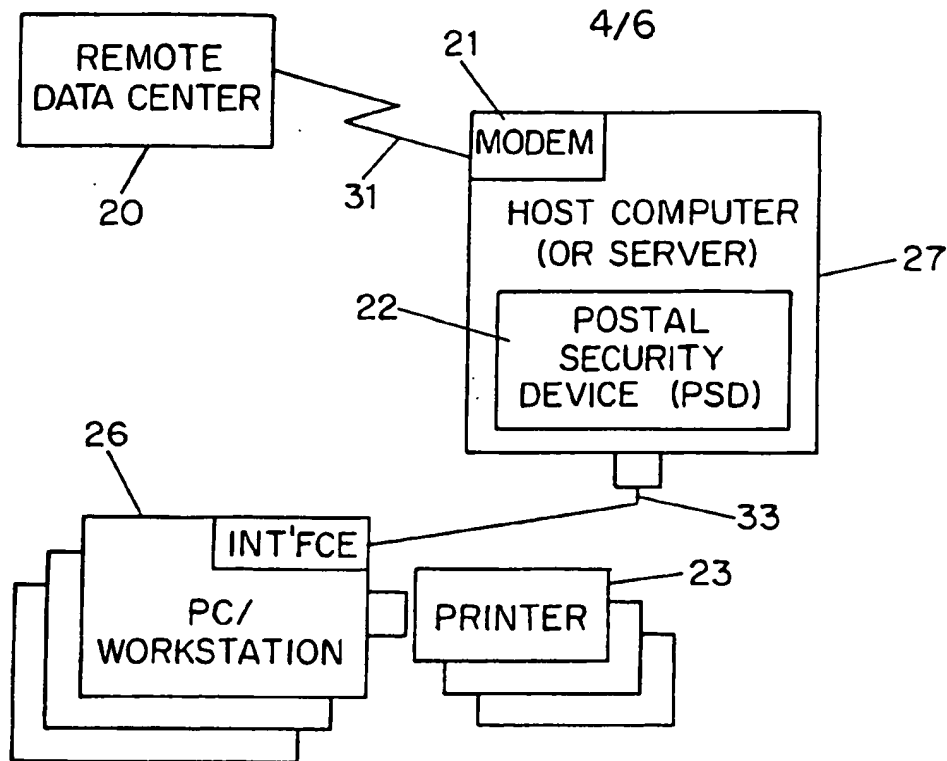 4/6
REMOTE
DATA CENTER
20
31
21
MODEM
HOST COMPUTER
(OR SERVER)
27
22
POSTAL
SECURITY
DEVICE (PSD)
33
26
INT'FCE
PC/
WORKSTATION
23
PRINTER